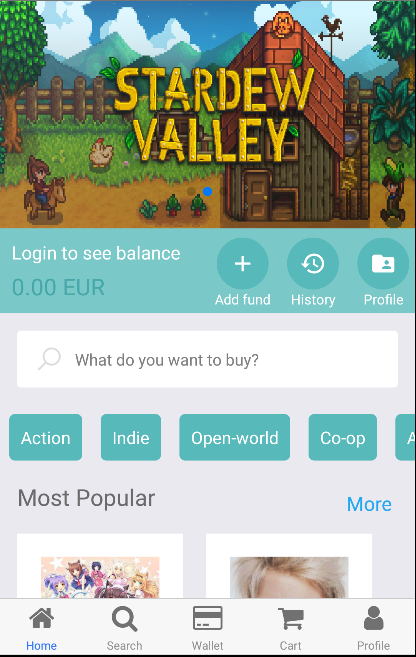 STARDEW
VALLEY
Login to see balance
0.00 EUR
Add fund
History
Profile
What do you want to buy?
Action
Indie
Open-world
Co-op
Most Popular
More
Home
Search
Wallet
Cart
Profile